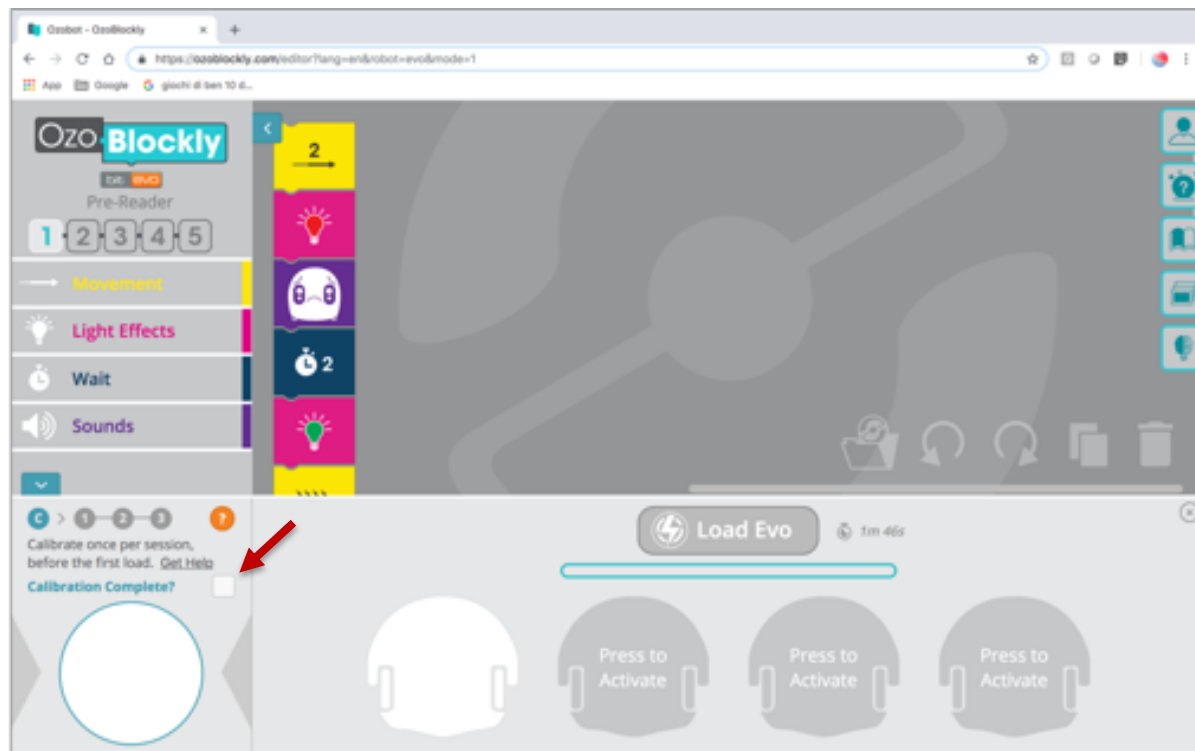 Ozobot - OzoBlockly
https://ozoblockly.com/editor?lang=en&robot=evo&mode=1
App Google giochi di ben 10 d...
Ozo Blockly
bit evo
Pre-Reader
1 2 3 4 5
Movement
Light Effects
Wait
Sounds
2
2
C > 1 2 3 ?
Calibrate once per session,
before the first load. Get Help
Calibration Complete?
Load Evo 1m 46s
Press to
Activate
Press to
Activate
Press to
Activate